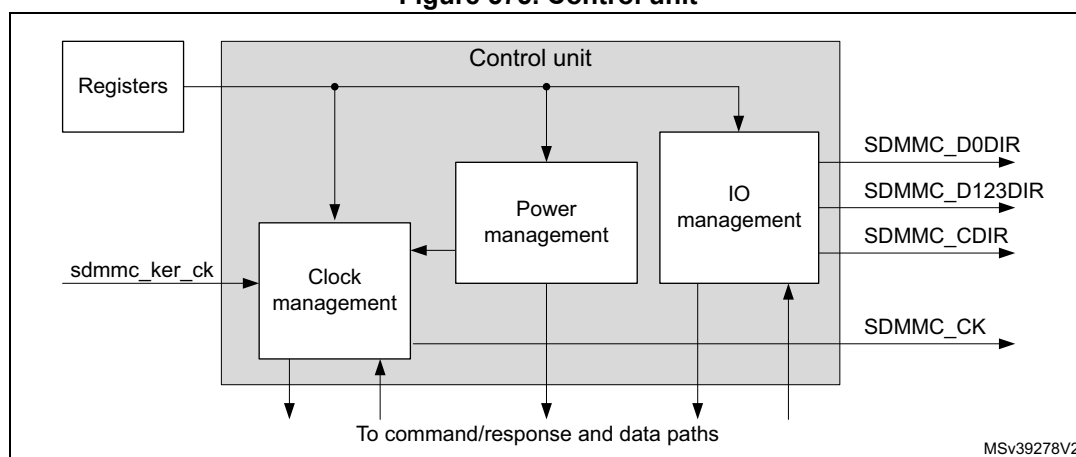 Control unit
Registers
SDMMC_D0DIR
IO
management
SDMMC_D123DIR
Power
management
SDMMC_CDIR
sdmmc_ker_ck
Clock
management
SDMMC_CK
To command/response and data paths
MSv39278V2